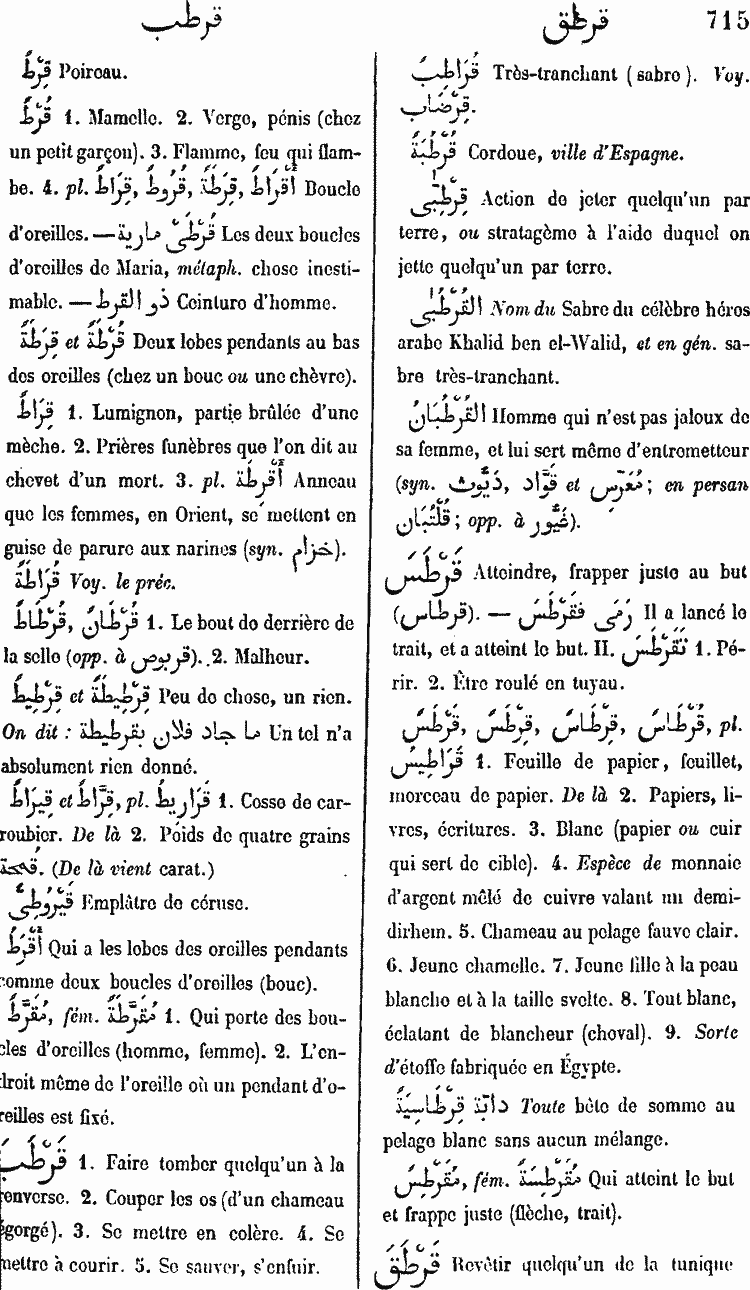 قرطب
قرطق 715
قِرْطٌ Poireau.
قُرْطٌ 1. Mamelle. 2. Verge, pénis (chez
un petit garçon). 3. Flamme, feu qui flam-
be. 4. pl. أَقْرَاطٌ, قِرَطَةٌ, قُرُوطٌ, قِرَاطٌ Boucle
d'oreilles. — قُرْطَىْ مارية Les deux boucles
d'oreilles de Maria, métaph. chose inesti-
mable. — ذو القرط Ceinture d'homme.
قُرْطَةٌ et قِرَطَةٌ Deux lobes pendants au bas
des oreilles (chez un bouc ou une chèvre).
قِرَاطٌ 1. Lumignon, partie brûlée d'une
mèche. 2. Prières funèbres que l'on dit au
chevet d'un mort. 3. pl. أَقْرِطَة Anneau
que les femmes, en Orient, se mettent en
guise de parure aux narines (syn. خزام).
قُرَاطَةٌ Voy. le préc.
قُرْطَانٌ, قُرْطَاطٌ 1. Le bout de derrière de
la selle (opp. à قربوص). 2. Malheur.
قِرْطِيطَةٌ et قِرْطِيطٌ Peu de chose, un rien.
On dit : ما جاد فلان بقرطيطة Un tel n'a
absolument rien donné.
قِيرَاطٌ et قِرَّاطٌ, pl. قَرَارِيطُ 1. Cosse de car-
roubier. De là 2. Poids de quatre grains
قمحة. (De là vient carat.)
قَيْرُوطِىٌّ Emplâtre de céruse.
أَقْرَطُ Qui a les lobes des oreilles pendants
comme deux boucles d'oreilles (bouc).
مُقَرَّطٌ, fém. مُقَرَّطَةٌ 1. Qui porte des bou-
cles d'oreilles (homme, femme). 2. L'en-
droit même de l'oreille où un pendant d'o-
reilles est fixé.
قَرْطَبَ 1. Faire tomber quelqu'un à la
renverse. 2. Couper les os (d'un chameau
égorgé). 3. Se mettre en colère. 4. Se
mettre à courir. 5. Se sauver, s'enfuir.
قُرَاطِبٌ Très-tranchant (sabre). Voy.
قِرْضَاب.
قُرْطُبَةُ Cordoue, ville d'Espagne.
قِرْطِبَّى Action de jeter quelqu'un par
terre, ou stratagème à l'aide duquel on
jette quelqu'un par terre.
القُرْطُبَى Nom du Sabre du célèbre héros
arabe Khalid ben el-Walid, et en gén. sa-
bre très-tranchant.
القُرْطُبَانُ Homme qui n'est pas jaloux de
sa femme, et lui sert même d'entremetteur
(syn. دَيُّوث, قَوَّاد et مُعَرِّس; en persan
قَلْتَبَان; opp. à غَيُور).
قَرْطَسَ Atteindre, frapper juste au but
(قرطاس). — رَمَى فَقَرْطَسَ Il a lancé le
trait, et a atteint le but. II. تَقَرْطَسَ 1. Pé-
rir. 2. Être roulé en tuyau.
قَرْطَسٌ, قِرْطَسٌ, قِرْطَاسٌ, قُرْطَاسٌ, pl.
قَرَاطِيسُ 1. Feuille de papier, feuillet,
morceau de papier. De là 2. Papiers, li-
vres, écritures. 3. Blanc (papier ou cuir
qui sert de cible). 4. Espèce de monnaie
d'argent mêlé de cuivre valant un demi-
dirhem. 5. Chameau au pelage fauve clair.
6. Jeune chamelle. 7. Jeune fille à la peau
blanche et à la taille svelte. 8. Tout blanc,
éclatant de blancheur (cheval). 9. Sorte
d'étoffe fabriquée en Égypte.
دابّة قِرْطَاسِيَّةٌ Toute bête de somme au
pelage blanc sans aucun mélange.
مُقَرْطِسٌ, fém. مُقَرْطِسَةٌ Qui atteint le but
et frappe juste (flèche, trait).
قَرْطَقَ Revêtir quelqu'un de la tunique